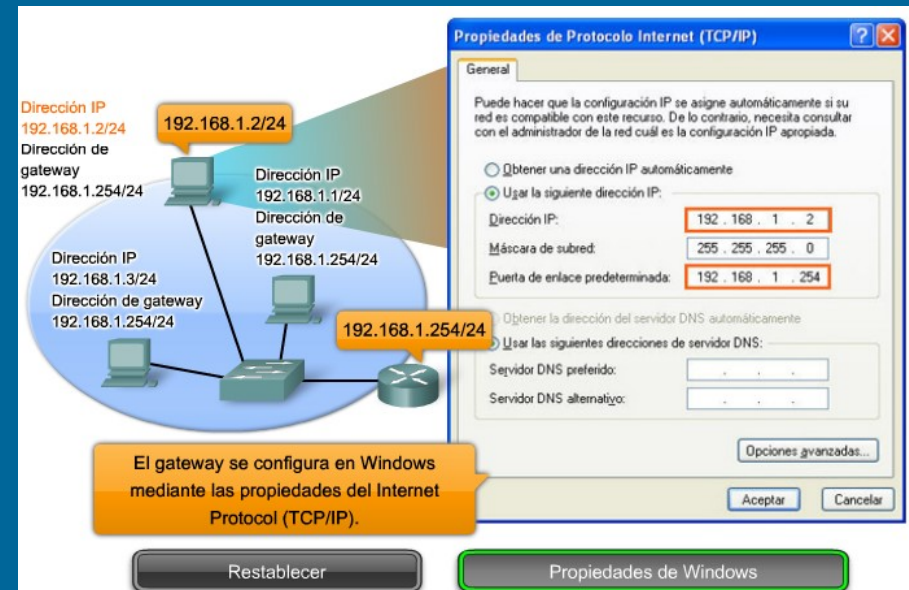 Dirección IP
192.168.1.2/24
Dirección de
gateway
192.168.1.254/24
192.168.1.2/24
Dirección IP
192.168.1.1/24
Dirección de
gateway
192.168.1.254/24
Dirección IP
192.168.1.3/24
Dirección de gateway
192.168.1.254/24
192.168.1.254/24
El gateway se configura en Windows
mediante las propiedades del Internet
Protocol (TCP/IP).
Propiedades de Protocolo Internet (TCP/IP)
General
Puede hacer que la configuración IP se asigne automáticamente si su
red es compatible con este recurso. De lo contrario, necesita consultar
con el administrador de la red cuál es la configuración IP apropiada.
Obtener una dirección IP automáticamente
Usar la siguiente dirección IP:
Dirección IP: 192 . 168 . 1 . 2
Máscara de subred: 255 . 255 . 255 . 0
Puerta de enlace predeterminada: 192 . 168 . 1 . 254
Obtener la dirección del servidor DNS automáticamente
Usar las siguientes direcciones de servidor DNS:
Servidor DNS preferido: . . .
Servidor DNS alternativo: . . .
Opciones avanzadas...
Aceptar Cancelar
Restablecer Propiedades de Windows